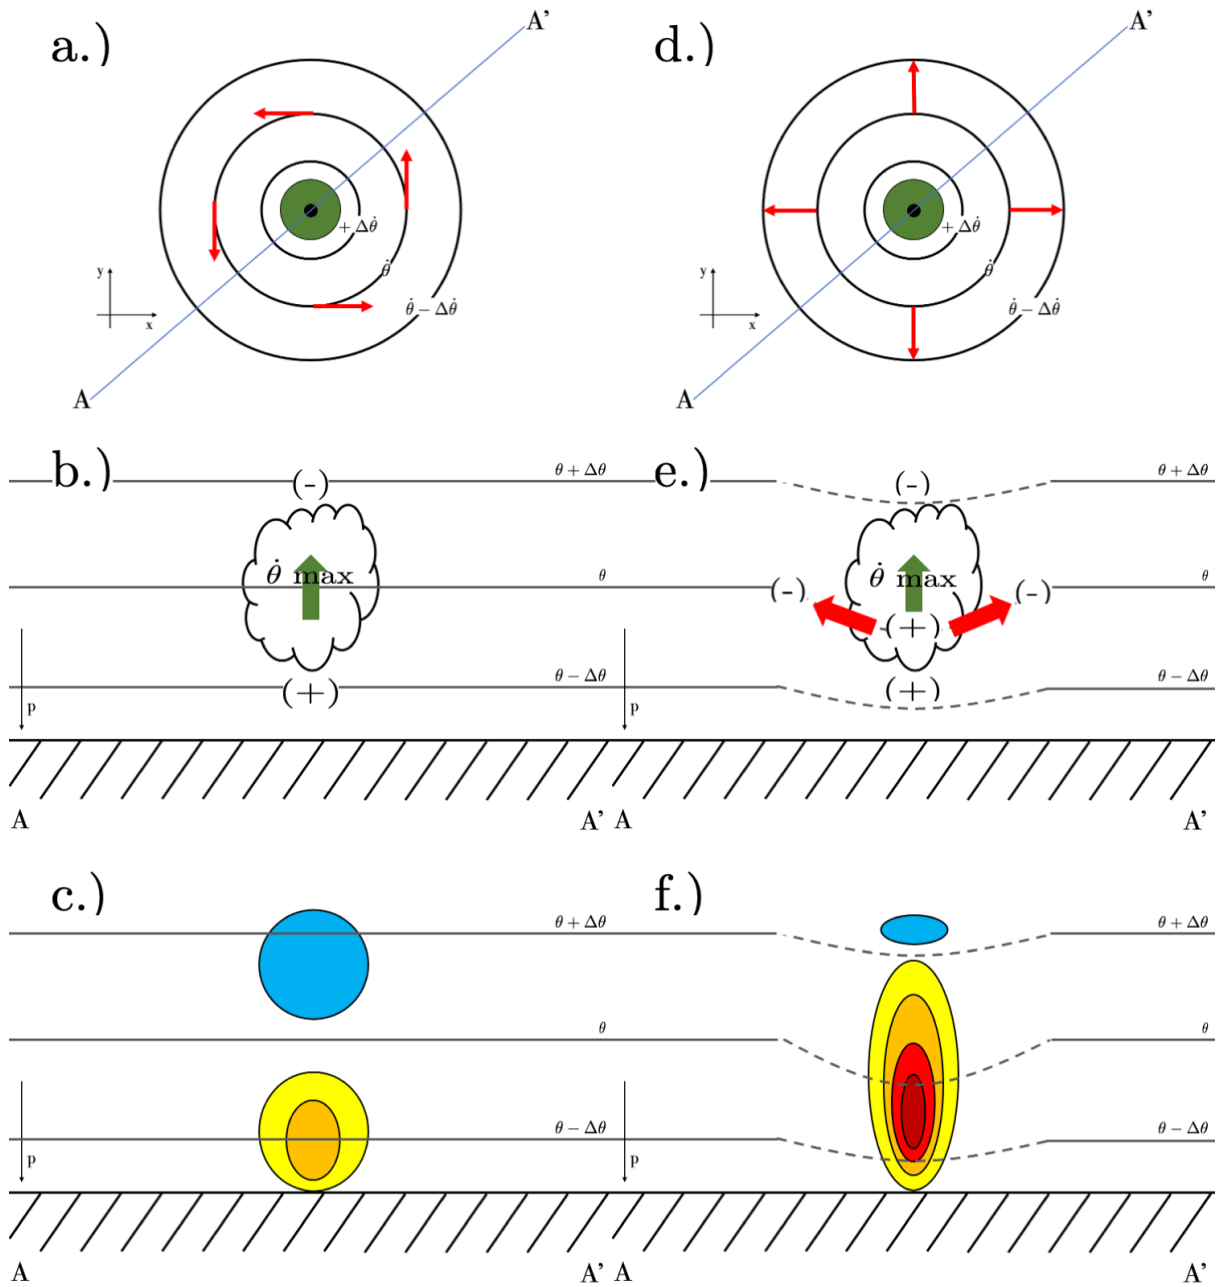 a.)
A'
+ Δθ̇
θ̇
θ̇ − Δθ̇
y
x
A
d.)
A'
+ Δθ̇
θ̇
θ̇ − Δθ̇
y
x
A
b.)
(-)
θ + Δθ
θ̇ max
θ
(+)
θ − Δθ
p
A
A'
e.)
(-)
θ + Δθ
θ̇ max
θ
(-)
(-)
(+)
(+)
θ − Δθ
p
A
A'
c.)
θ + Δθ
θ
θ − Δθ
p
A
A'
f.)
θ + Δθ
θ
θ − Δθ
p
A
A'